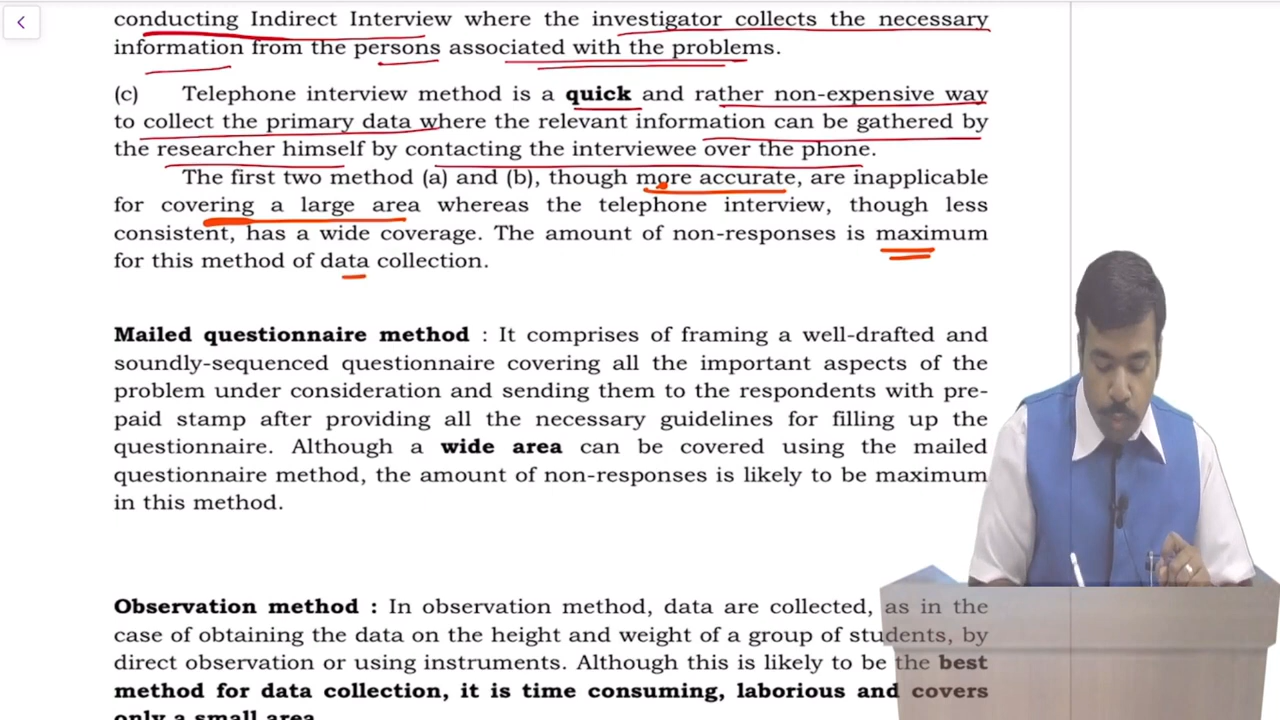 conducting Indirect Interview where the investigator collects the necessary
information from the persons associated with the problems.
(c) Telephone interview method is a quick and rather non-expensive way
to collect the primary data where the relevant information can be gathered by
the researcher himself by contacting the interviewee over the phone.
The first two method (a) and (b), though more accurate, are inapplicable
for covering a large area whereas the telephone interview, though less
consistent, has a wide coverage. The amount of non-responses is maximum
for this method of data collection.
Mailed questionnaire method : It comprises of framing a well-drafted and
soundly-sequenced questionnaire covering all the important aspects of the
problem under consideration and sending them to the respondents with pre-
paid stamp after providing all the necessary guidelines for filling up the
questionnaire. Although a wide area can be covered using the mailed
questionnaire method, the amount of non-responses is likely to be maximum
in this method.
Observation method : In observation method, data are collected, as in the
case of obtaining the data on the height and weight of a group of students, by
direct observation or using instruments. Although this is likely to be the best
method for data collection, it is time consuming, laborious and covers
only a small area.